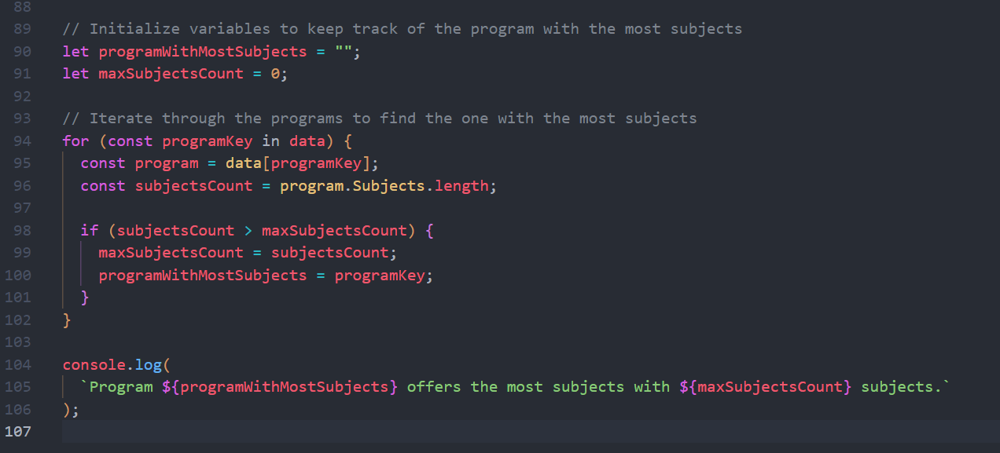 88
89 // Initialize variables to keep track of the program with the most subjects
90 let programWithMostSubjects = "";
91 let maxSubjectsCount = 0;
92
93 // Iterate through the programs to find the one with the most subjects
94 for (const programKey in data) {
95   const program = data[programKey];
96   const subjectsCount = program.Subjects.length;
97
98   if (subjectsCount > maxSubjectsCount) {
99     maxSubjectsCount = subjectsCount;
100     programWithMostSubjects = programKey;
101   }
102 }
103
104 console.log(
105   `Program ${programWithMostSubjects} offers the most subjects with ${maxSubjectsCount} subjects.`
106 );
107